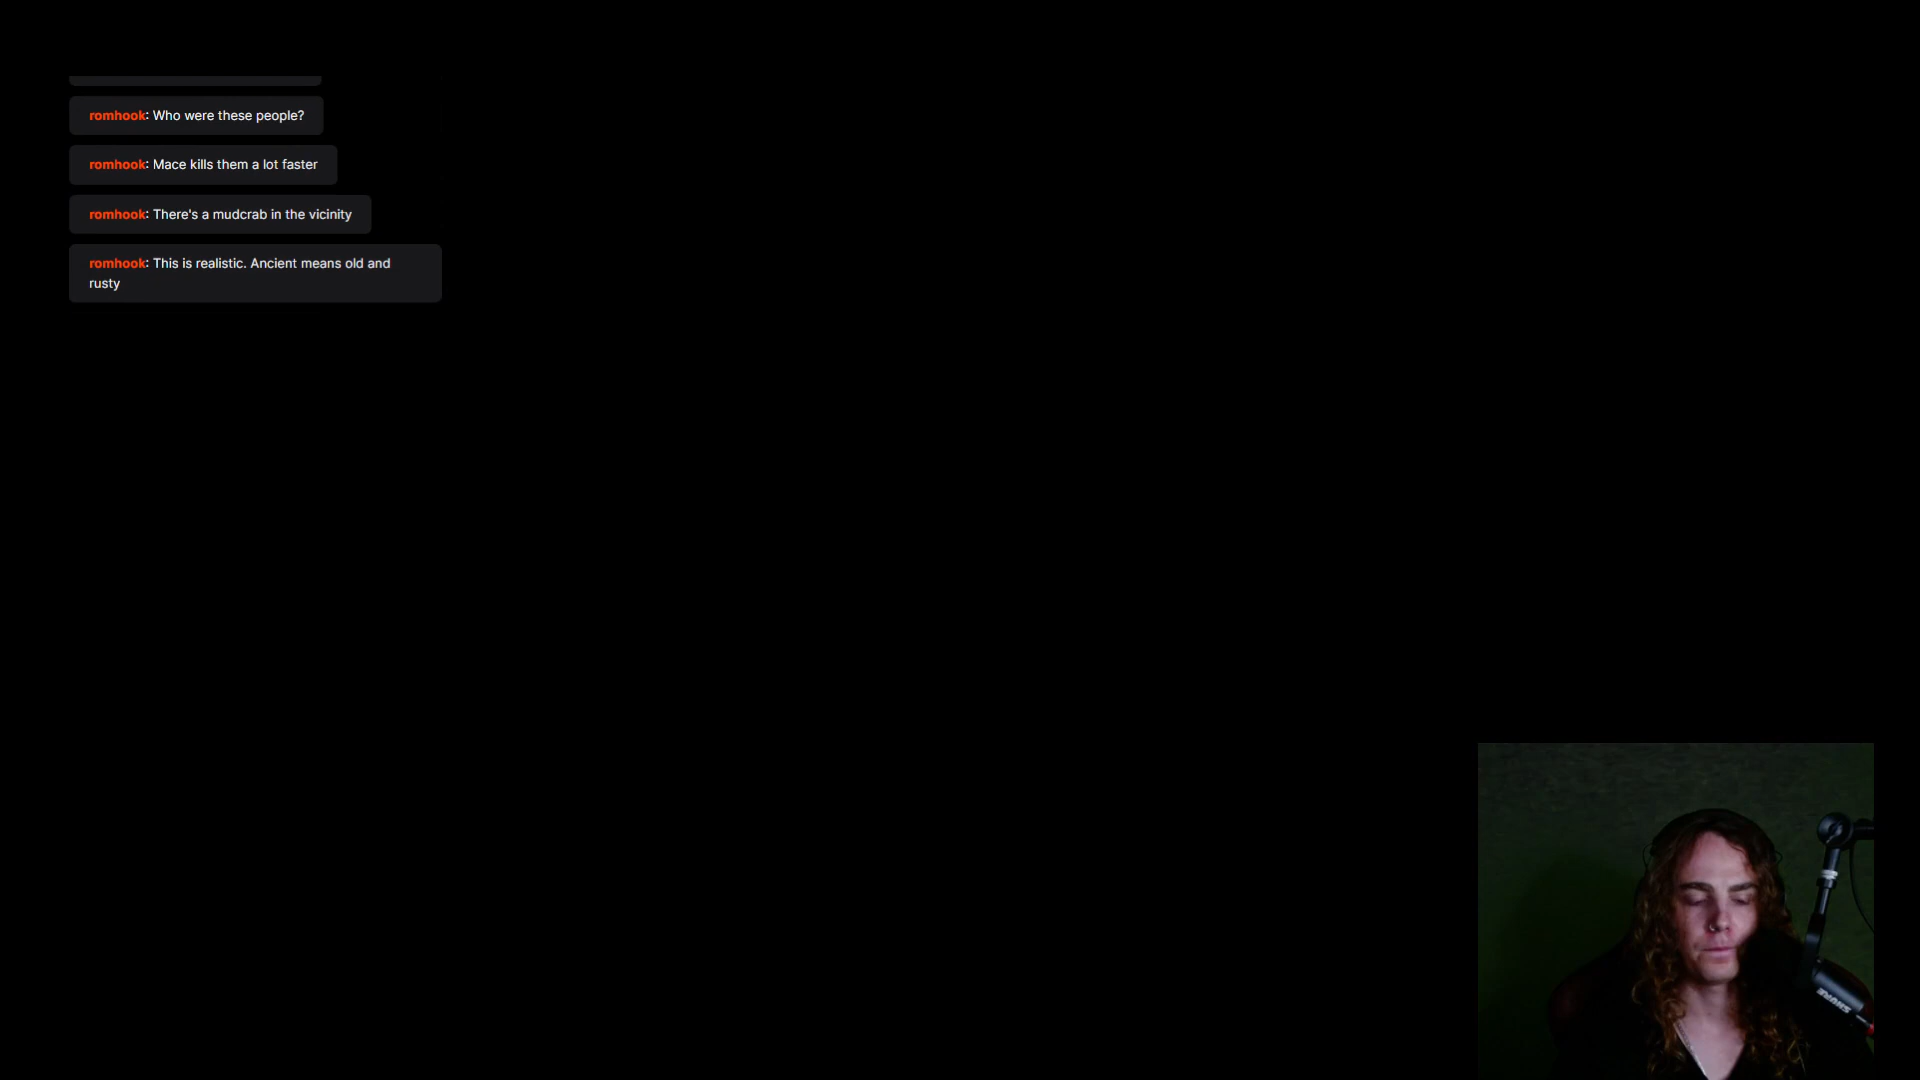 romhook: Who were these people?
romhook: Mace kills them a lot faster
romhook: There's a mudcrab in the vicinity
romhook: This is realistic. Ancient means old and
rusty
SHURE